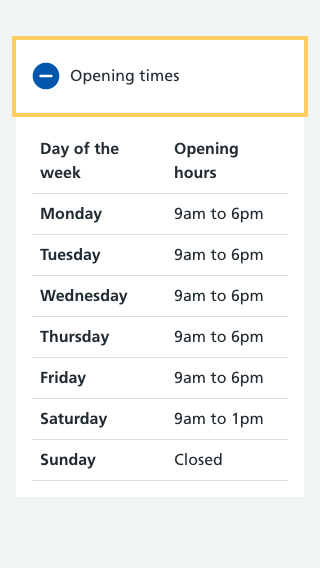 Opening times
Day of the week Opening hours
Monday 9am to 6pm
Tuesday 9am to 6pm
Wednesday 9am to 6pm
Thursday 9am to 6pm
Friday 9am to 6pm
Saturday 9am to 1pm
Sunday Closed